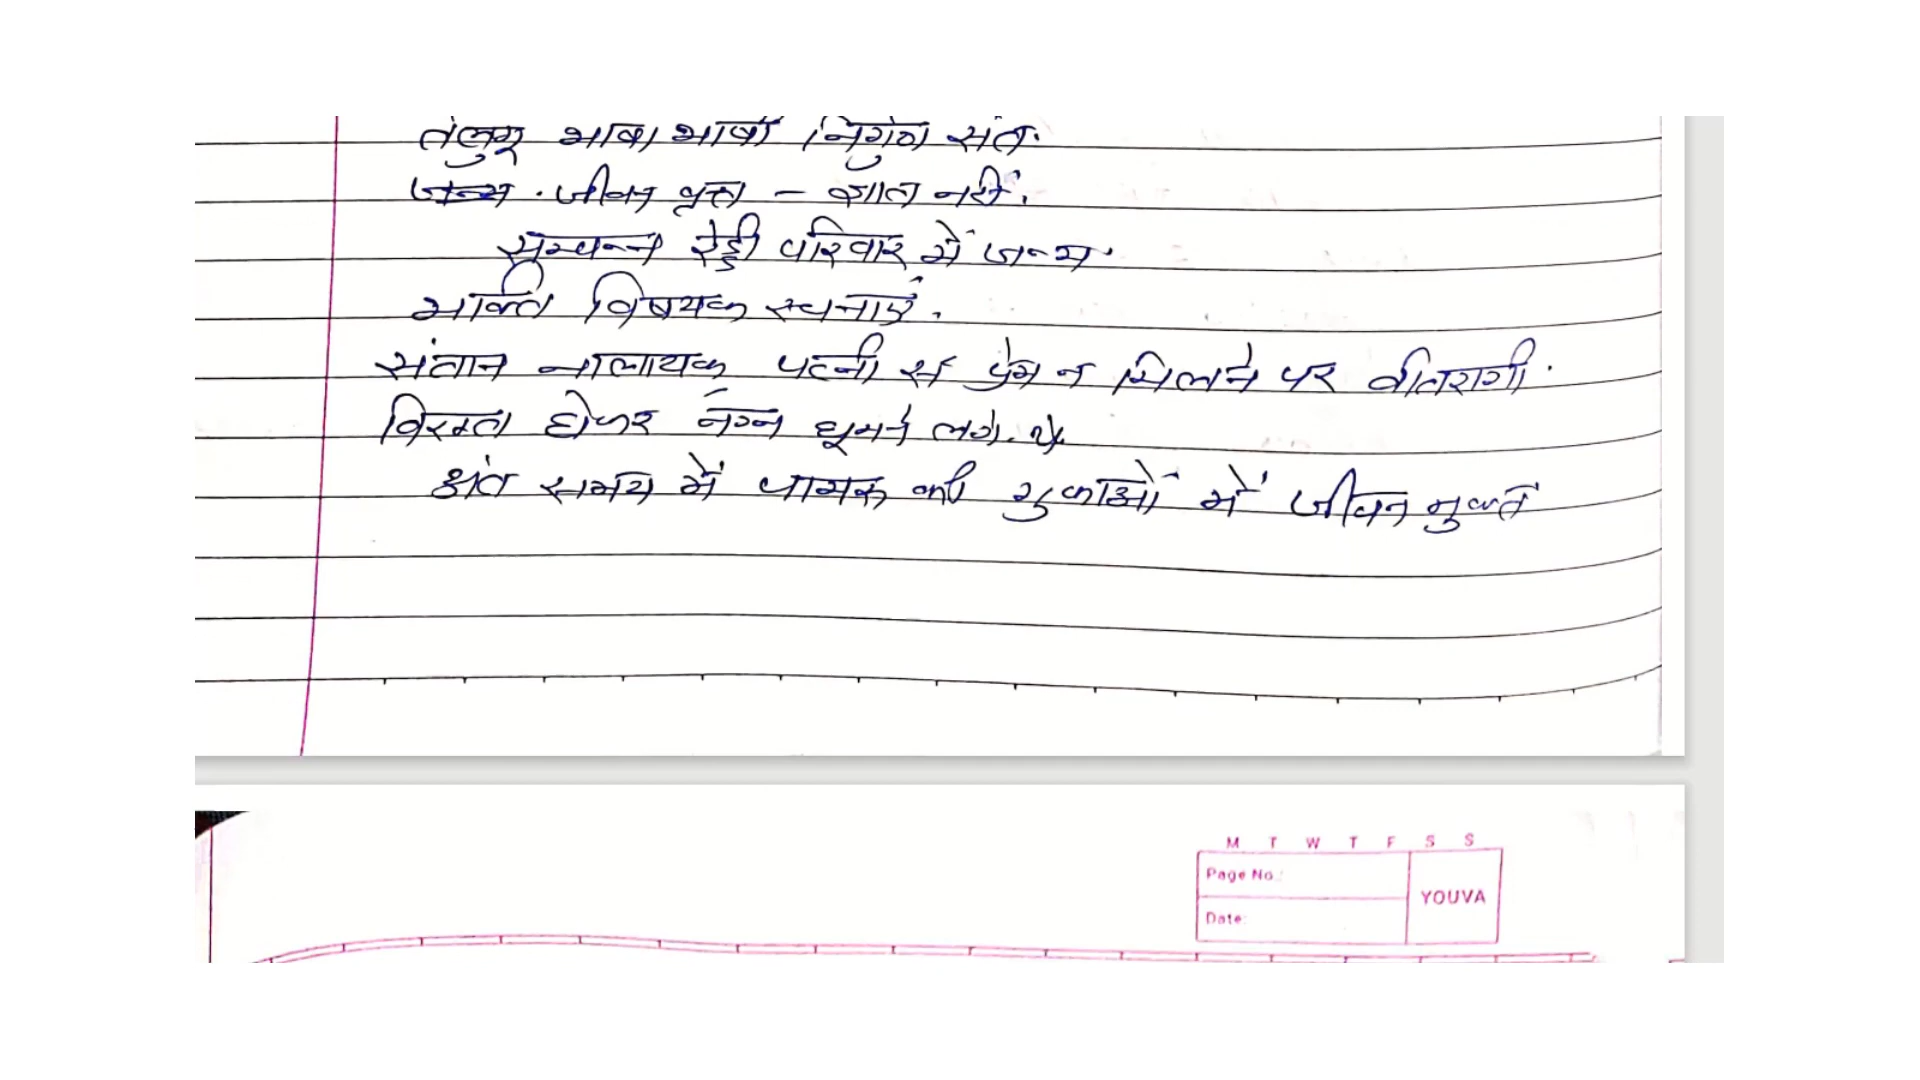 तेलुगु भाषा भाषी निर्गुण संत.
जन्म . जीवन वृत्त - ज्ञात नहीं.
सम्पन्न रेड्डी परिवार में जन्म.
भक्ति विषयक रचनाएं.
संतान नालायक पत्नी से प्रेम न मिलने पर वीतरागी.
विरक्त होकर नग्न घूमने लगे थे
अंत समय में पामक की गुफाओं में जीवन मुक्त
M T W T F S S
Page No.:
YOUVA
Date: